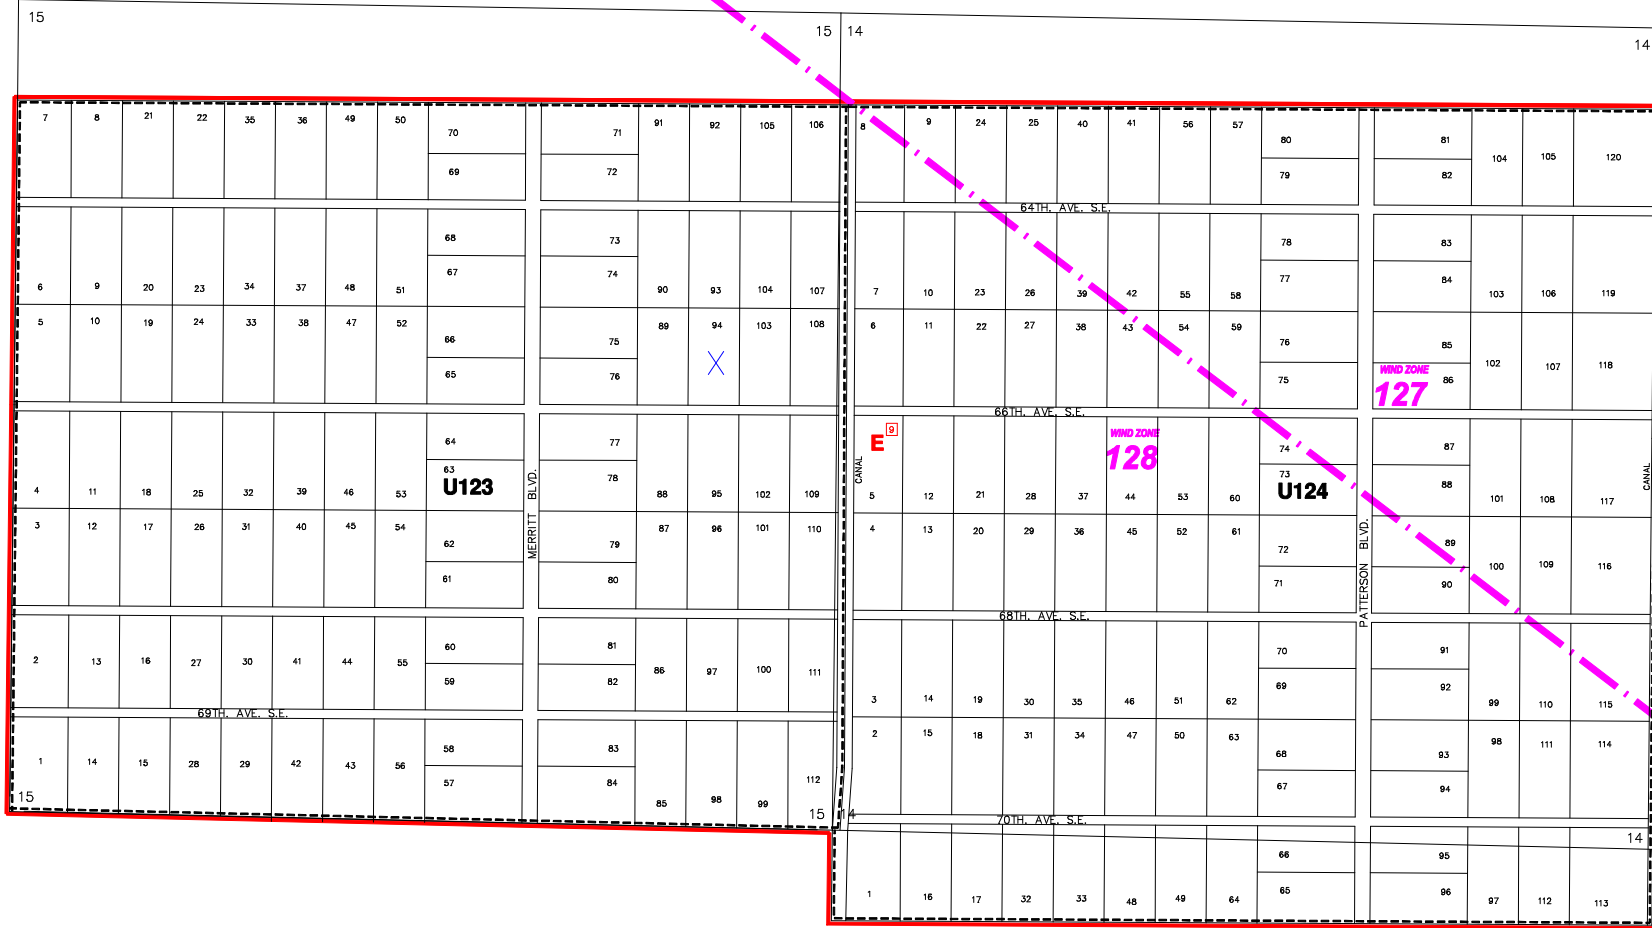 15 15 14 14
7 8 21 22 35 36 49 50 70 71 91 92 105 106 8 9 24 25 40 41 56 57 80 81 104 105 120
69 72 79 82
64TH. AVE. S.E.
68 73 78 83
67 74 77 84
6 9 20 23 34 37 48 51 90 93 104 107 7 10 23 26 39 42 55 58 103 106 119
5 10 19 24 33 38 47 52 89 94 103 108 6 11 22 27 38 43 54 59
66 75 76 85
65 76 75 86 102 107 118
WIND ZONE
127
66TH. AVE. S.E.
E 9
WIND ZONE
128
64 77 74 87
63 78 73 88
U123
U124
CANAL
CANAL
4 11 18 25 32 39 46 53 88 95 102 109 5 12 21 28 37 44 53 60 101 108 117
3 12 17 26 31 40 45 54 87 96 101 110 4 13 20 29 36 45 52 61
MERRITT BLVD.
PATTERSON BLVD.
62 79 72 89
61 80 71 90 100 109 116
68TH. AVE. S.E.
60 81 70 91
2 13 16 27 30 41 44 55 59 82 86 97 100 111 69 92
3 14 19 30 35 46 51 62 99 110 115
69TH. AVE. S.E.
2 15 18 31 34 47 50 63 98 111 114
58 83 68 93
1 14 15 28 29 42 43 56 57 84 85 98 99 112 67 94
15 15 14
70TH. AVE. S.E.
14
66 95
65 96
1 16 17 32 33 48 49 64 97 112 113